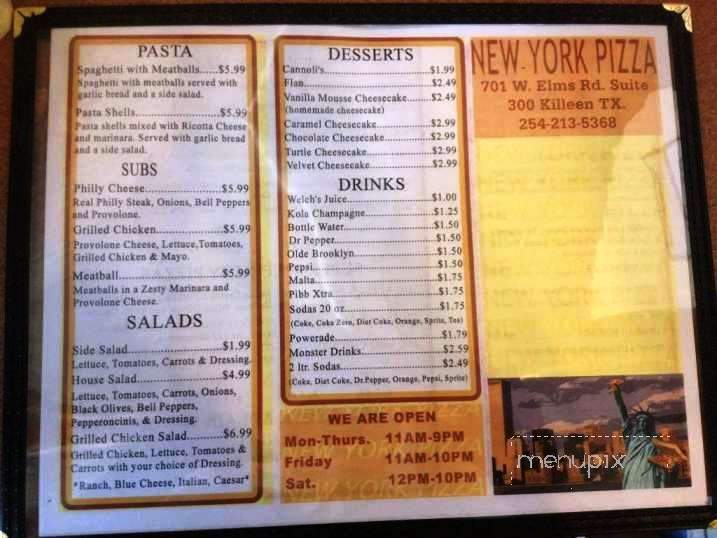 PASTA
Spaghetti with Meatballs......$5.99
Spaghetti with meatballs served with
garlic bread and a side salad.
Pasta Shells..........................$5.99
Pasta shells mixed with Ricotta Cheese
and marinara. Served with garlic bread
and a side salad.
SUBS
Philly Cheese........................$5.99
Real Philly Steak, Onions, Bell Peppers
and Provolone.
Grilled Chicken.....................$5.99
Provolone Cheese, Lettuce,Tomatoes,
Grilled Chicken & Mayo.
Meatball................................$5.99
Meatballs in a Zesty Marinara and
Provolone Cheese.
SALADS
Side Salad.............................$1.99
Lettuce, Tomatoes, Carrots & Dressing.
House Salad..........................$4.99
Lettuce, Tomatoes, Carrots, Onions,
Black Olives, Bell Peppers,
Pepperoncinis, & Dressing.
Grilled Chicken Salad...........$6.99
Grilled Chicken, Lettuce, Tomatoes &
Carrots with your choice of Dressing.
*Ranch, Blue Cheese, Italian, Caesar*
DESSERTS
Cannoli's................................$1.99
Flan........................................$2.49
Vanilla Mousse Cheesecake......$2.49
(homemade cheesecake)
Caramel Cheesecake................$2.99
Chocolate Cheesecake..............$2.99
Turtle Cheesecake....................$2.99
Velvet Cheesecake...................$2.99
DRINKS
Welch's Juice..........................$1.00
Kola Champagne.....................$1.25
Bottle Water............................$1.50
Dr Pepper................................$1.50
Olde Brooklyn.........................$1.50
Pepsi.......................................$1.50
Malta.......................................$1.75
Pibb Xtra.................................$1.75
Sodas 20 oz.............................$1.75
(Coke, Coke Zero, Diet Coke, Orange, Sprite, Tea)
Powerade.................................$1.79
Monster Drinks........................$2.59
2 ltr. Sodas...............................$2.49
(Coke, Diet Coke, Dr.Pepper, Orange, Pepsi, Sprite)
WE ARE OPEN
Mon-Thurs. 11AM-9PM
Friday 11AM-10PM
Sat. 12PM-10PM
NEW YORK PIZZA
701 W. Elms Rd. Suite
300 Killeen TX.
254-213-5368
menupix